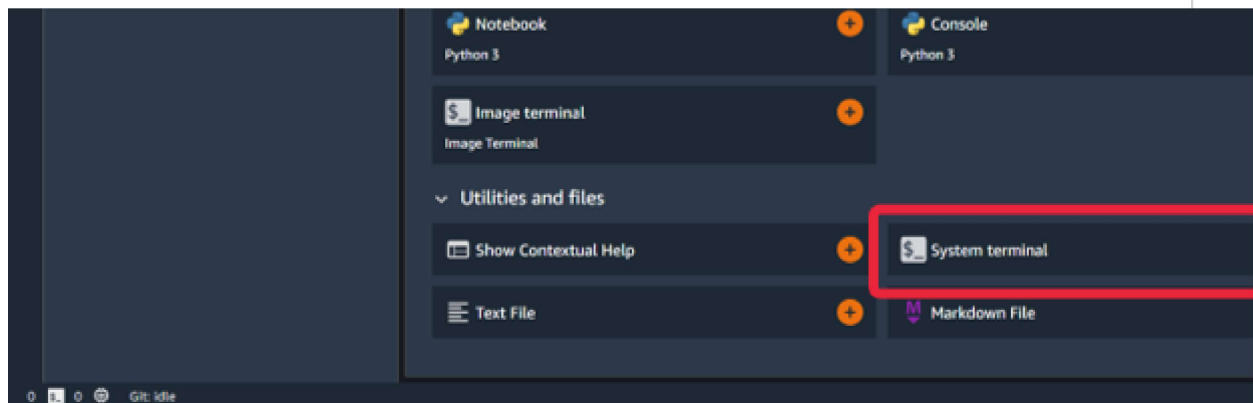 Notebook
Console
Python 3
Python 3
$_ Image terminal
Image Terminal
Utilities and files
Show Contextual Help
$_ System terminal
Text File
M Markdown File
0 $_ 0 Git: idle